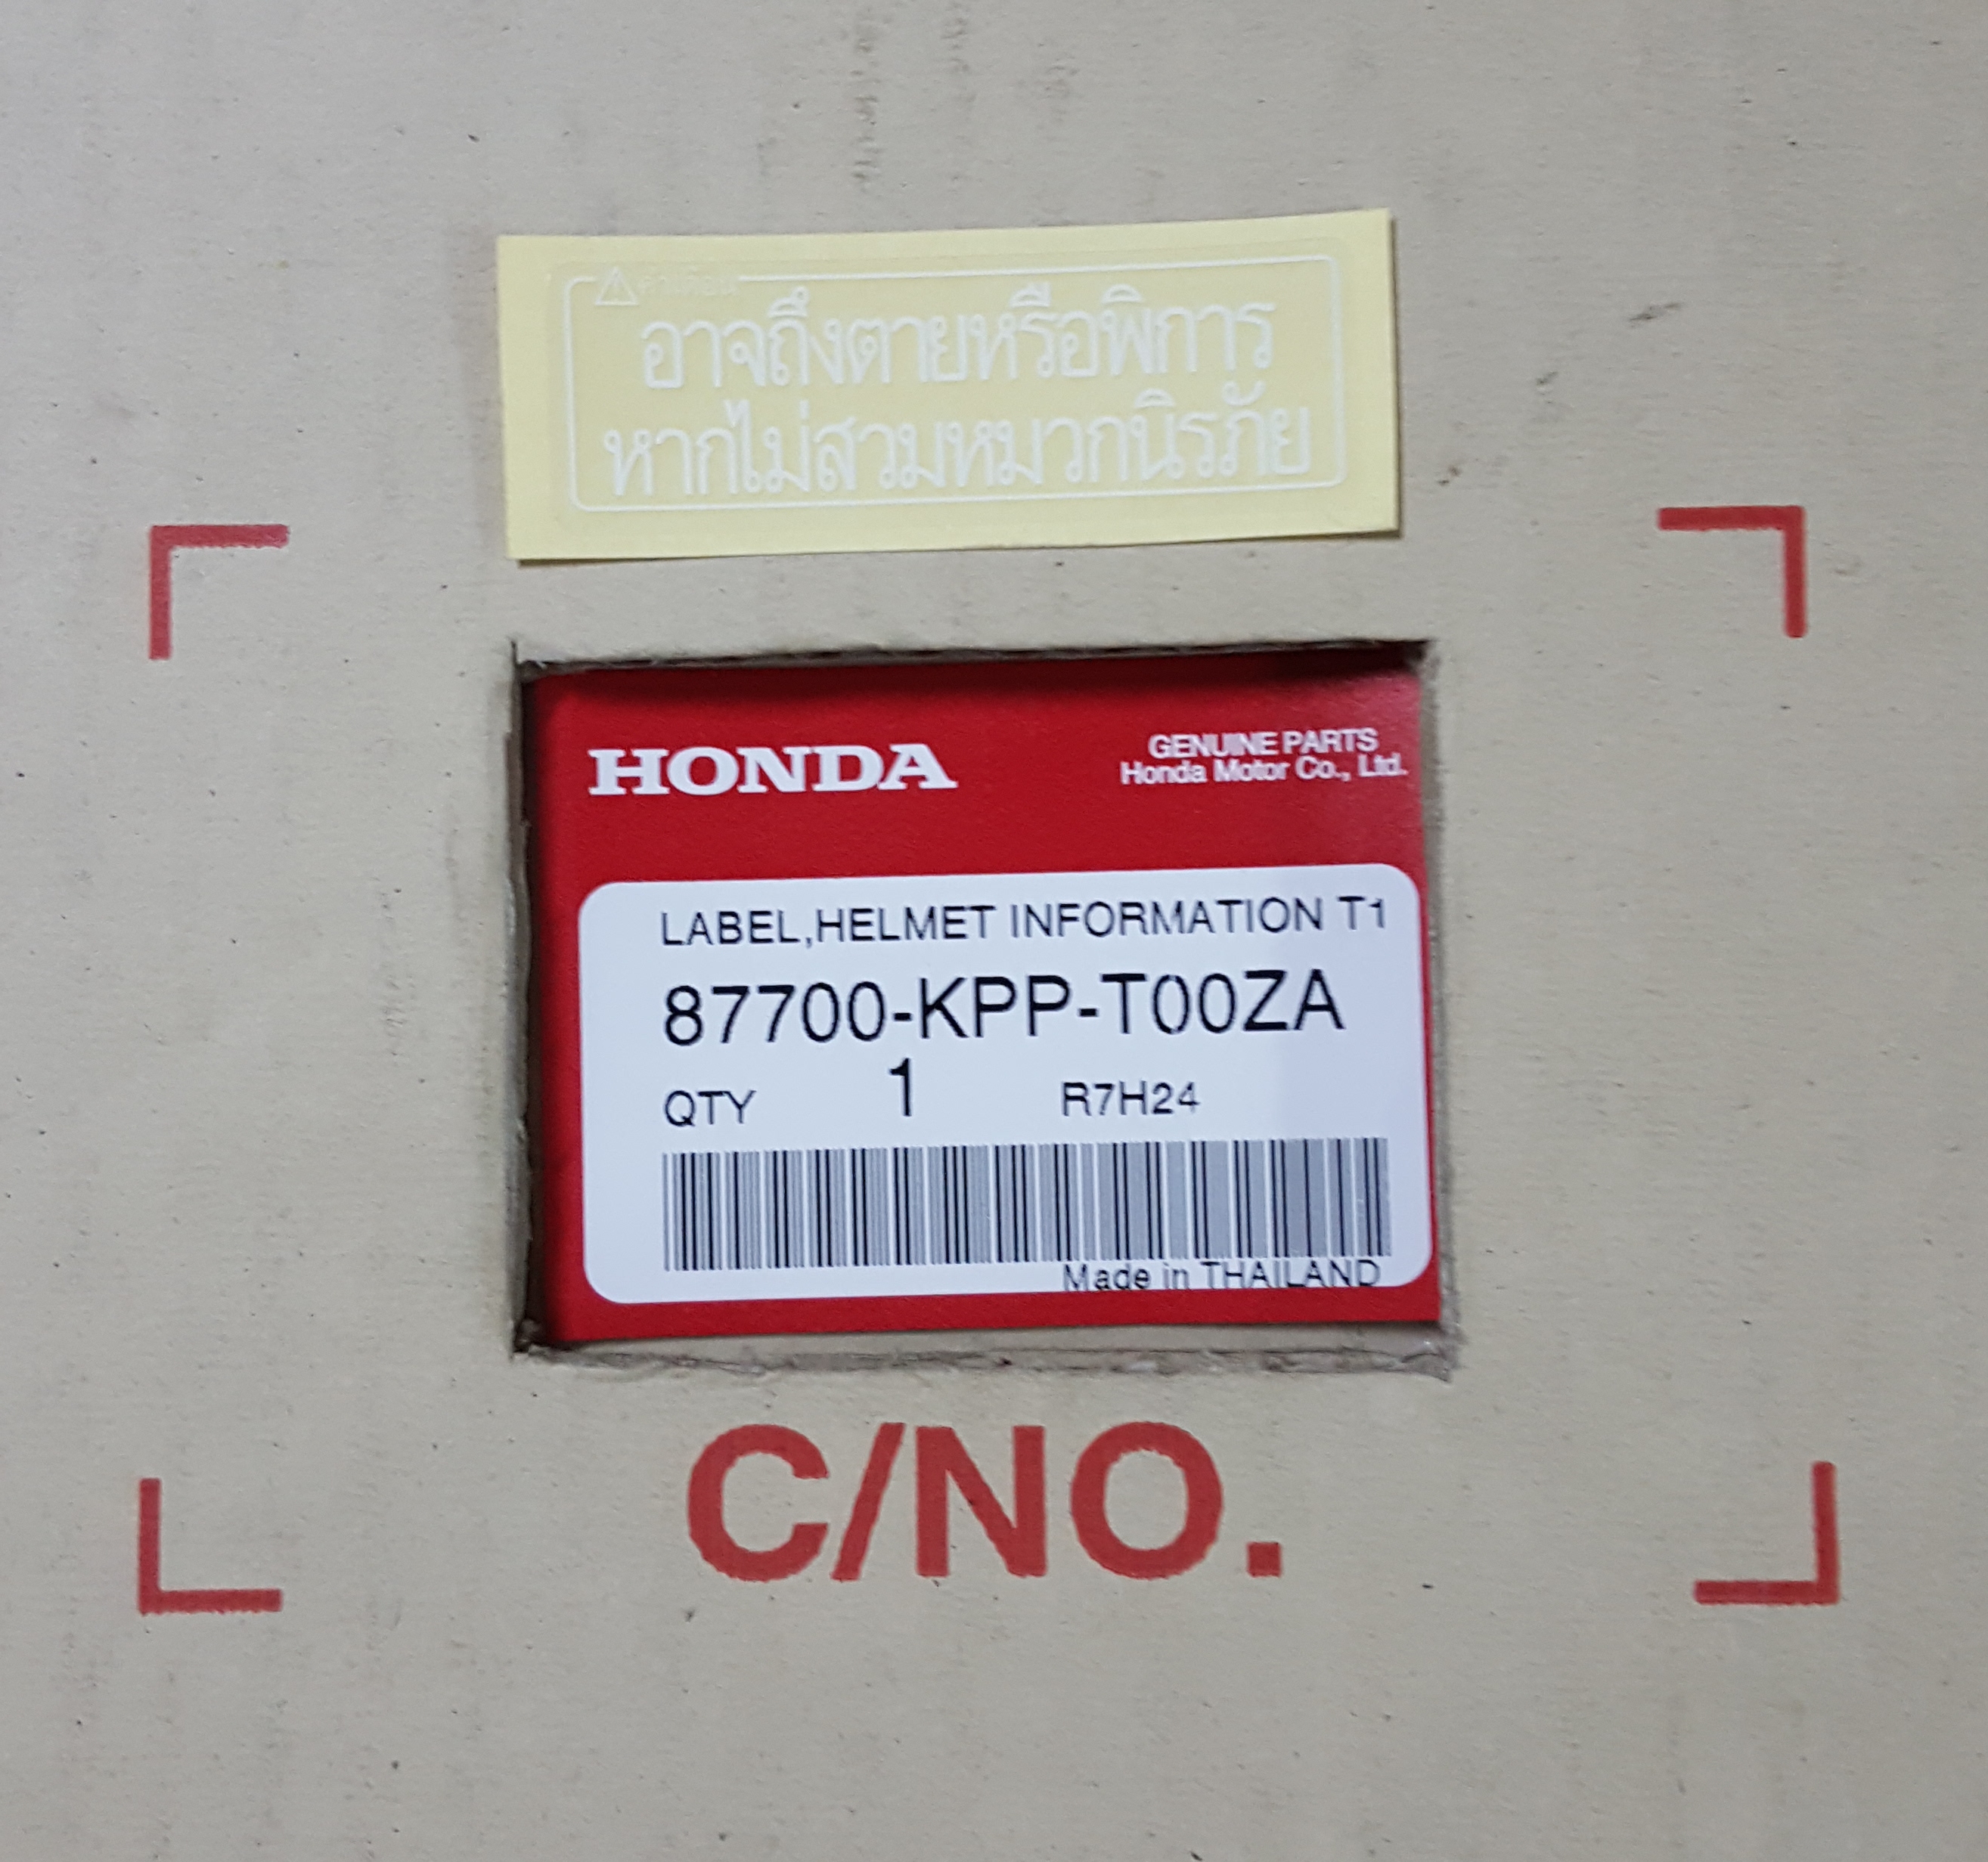 คำเตือน
อาจถึงตายหรือพิการ
หากไม่สวมหมวกนิรภัย
HONDA
GENUINE PARTS
Honda Motor Co., Ltd.
LABEL,HELMET INFORMATION T1
87700-KPP-T00ZA
QTY 1 R7H24
Made in THAILAND
C/NO.